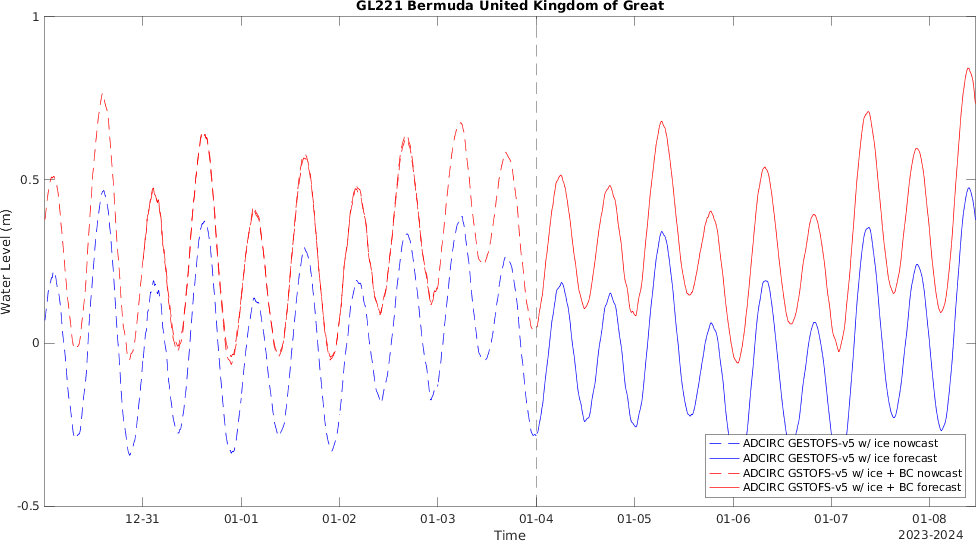 GL221 Bermuda United Kingdom of Great
1
0.5
0
-0.5
Water Level (m)
12-31
01-01
01-02
01-03
01-04
01-05
01-06
01-07
01-08
2023-2024
Time
ADCIRC GESTOFS-v5 w/ ice nowcast
ADCIRC GESTOFS-v5 w/ ice forecast
ADCIRC GSTOFS-v5 w/ ice + BC nowcast
ADCIRC GSTOFS-v5 w/ ice + BC forecast